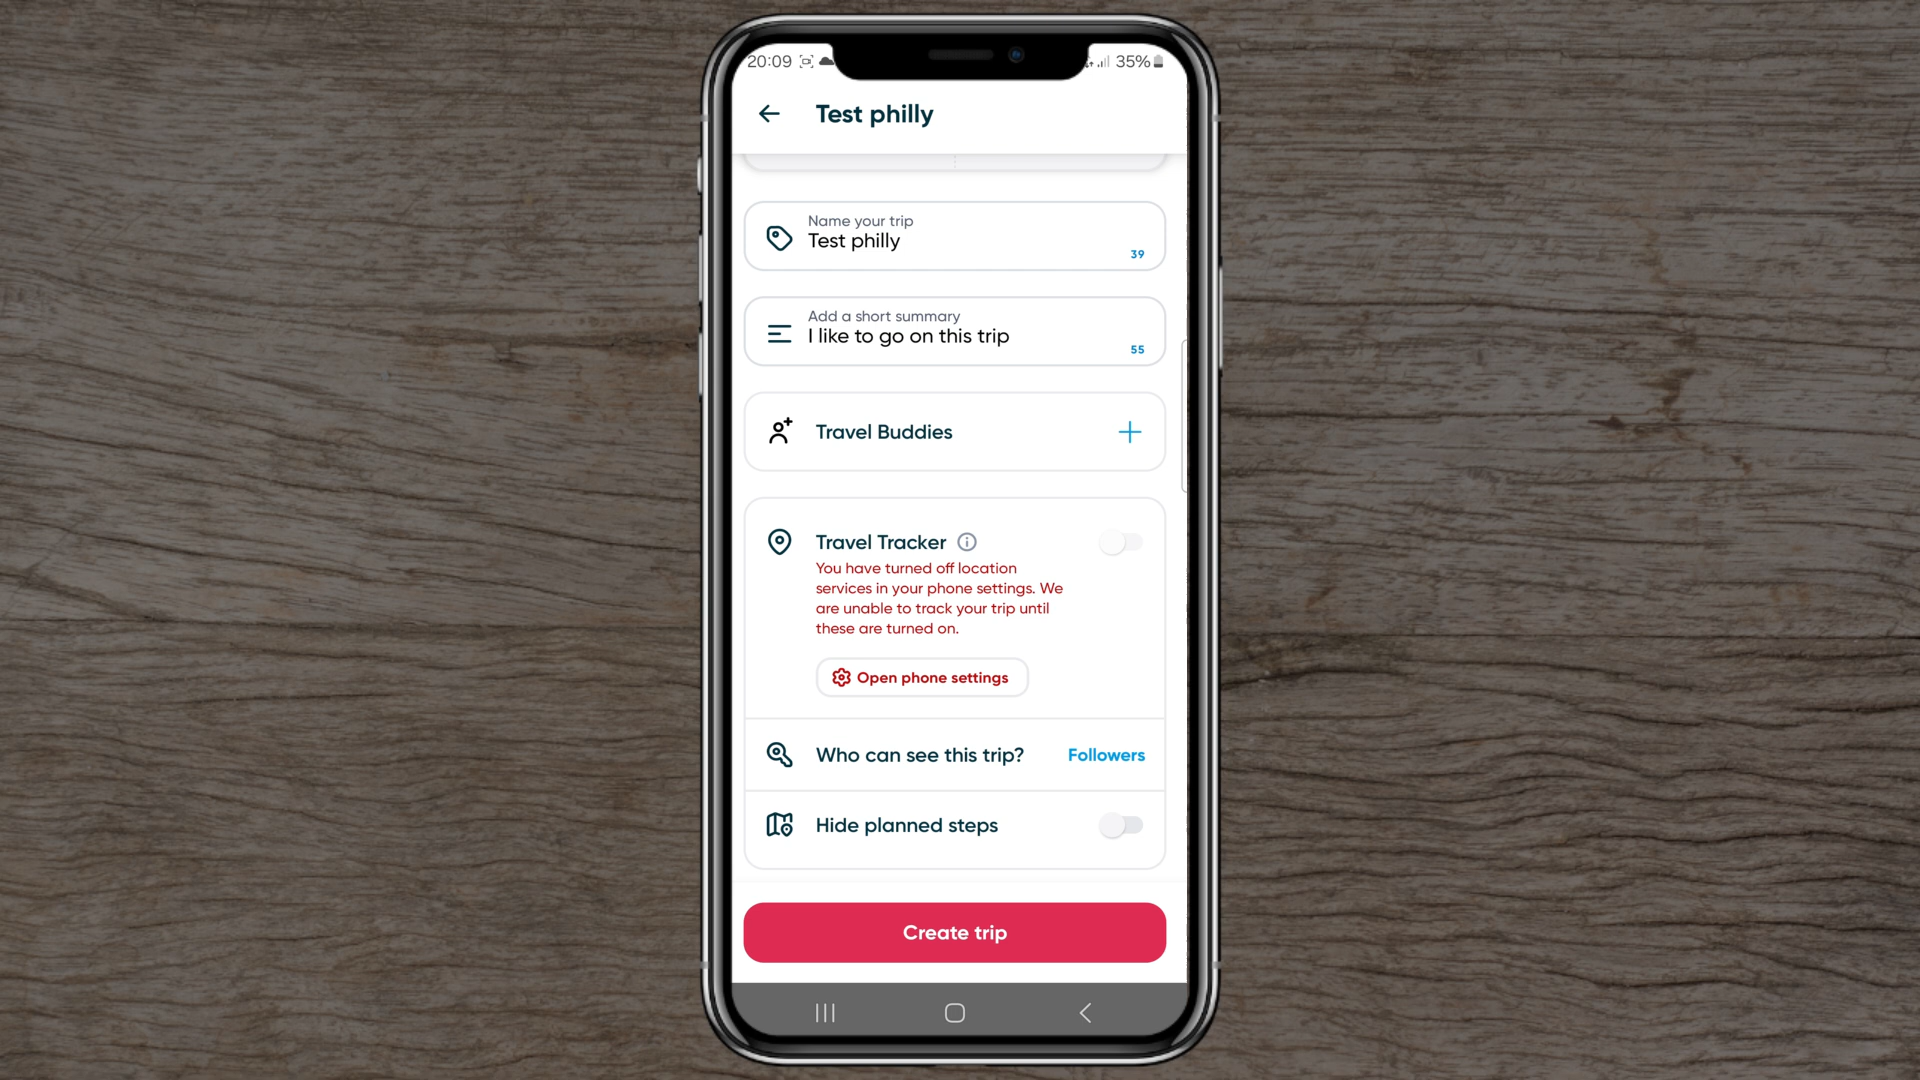 20:09 35%
Test philly
Name your trip
Test philly
39
Add a short summary
I like to go on this trip
55
Travel Buddies
Travel Tracker
You have turned off location
services in your phone settings. We
are unable to track your trip until
these are turned on.
Open phone settings
Who can see this trip? Followers
Hide planned steps
Create trip